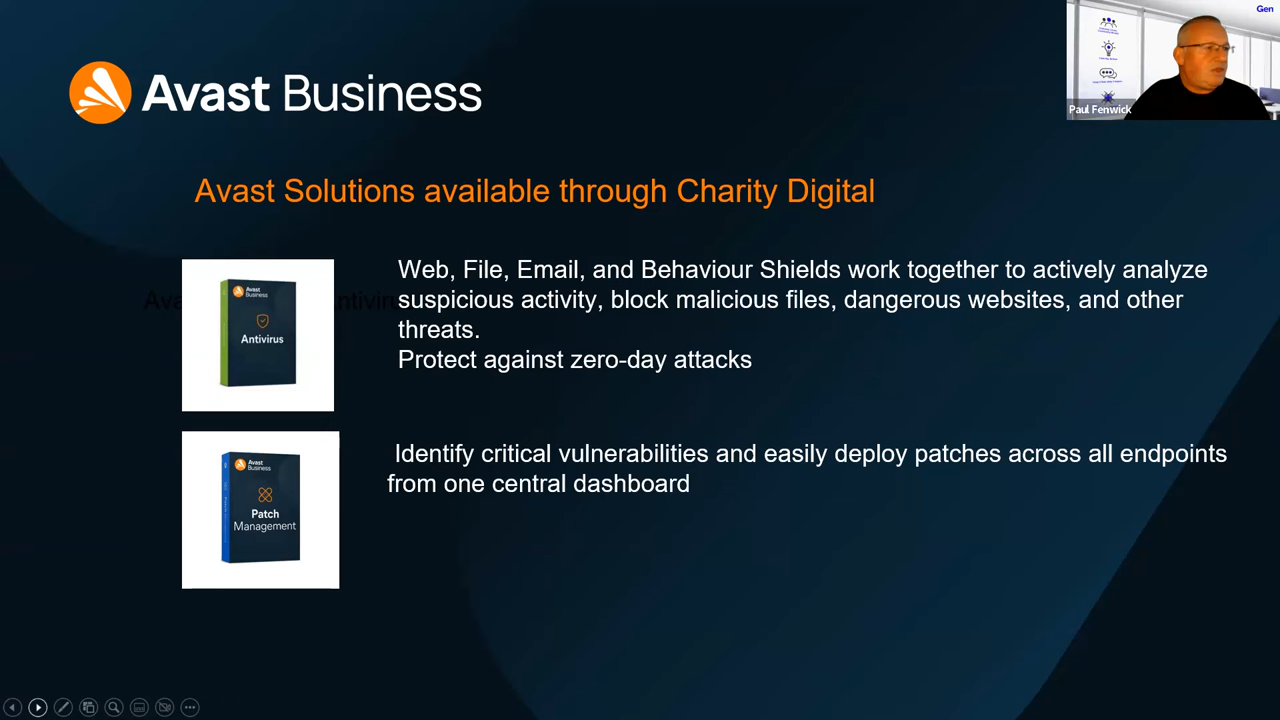 Gen
Paul Fenwick
Avast Business
Avast Solutions available through Charity Digital
Web, File, Email, and Behaviour Shields work together to actively analyze
suspicious activity, block malicious files, dangerous websites, and other
threats.
Protect against zero-day attacks
Avast
Business
Antivirus
Identify critical vulnerabilities and easily deploy patches across all endpoints
from one central dashboard
Avast
Business
Patch
Management